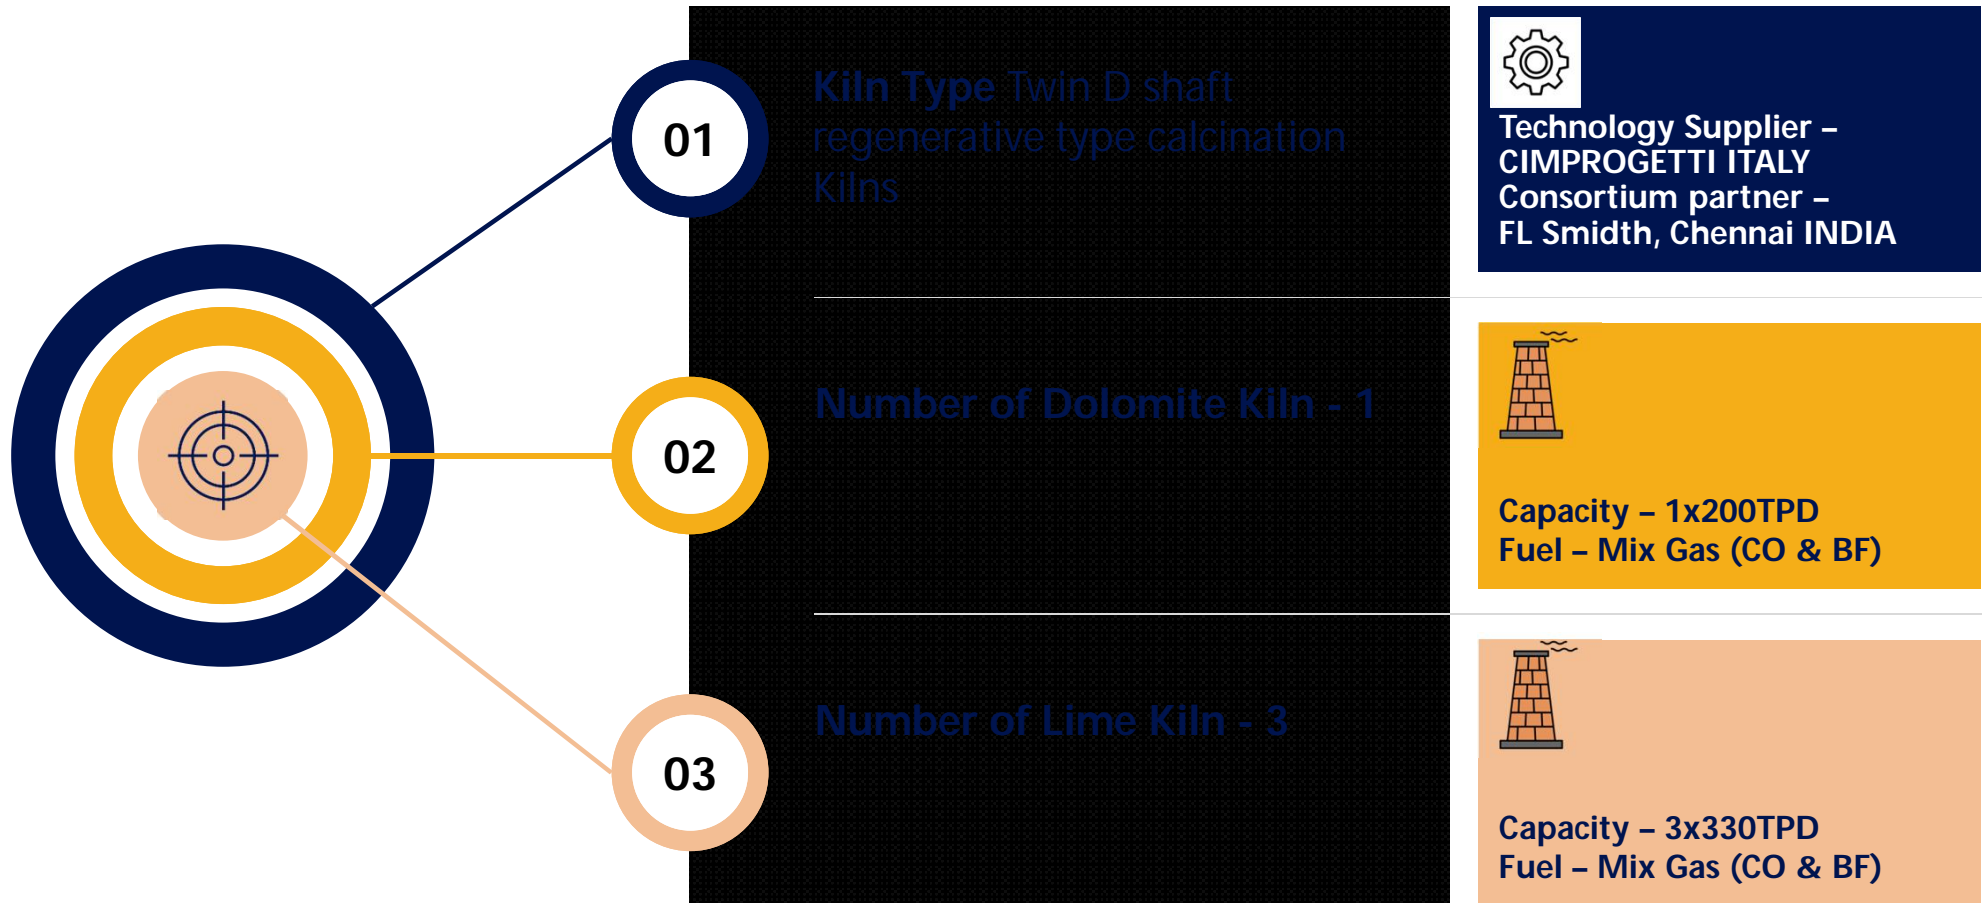 01
Kiln Type Twin D shaft
regenerative type calcination
Kilns
Technology Supplier –
CIMPROGETTI ITALY
Consortium partner –
FL Smidth, Chennai INDIA
02
Number of Dolomite Kiln - 1
Capacity – 1x200TPD
Fuel – Mix Gas (CO & BF)
03
Number of Lime Kiln - 3
Capacity – 3x330TPD
Fuel – Mix Gas (CO & BF)